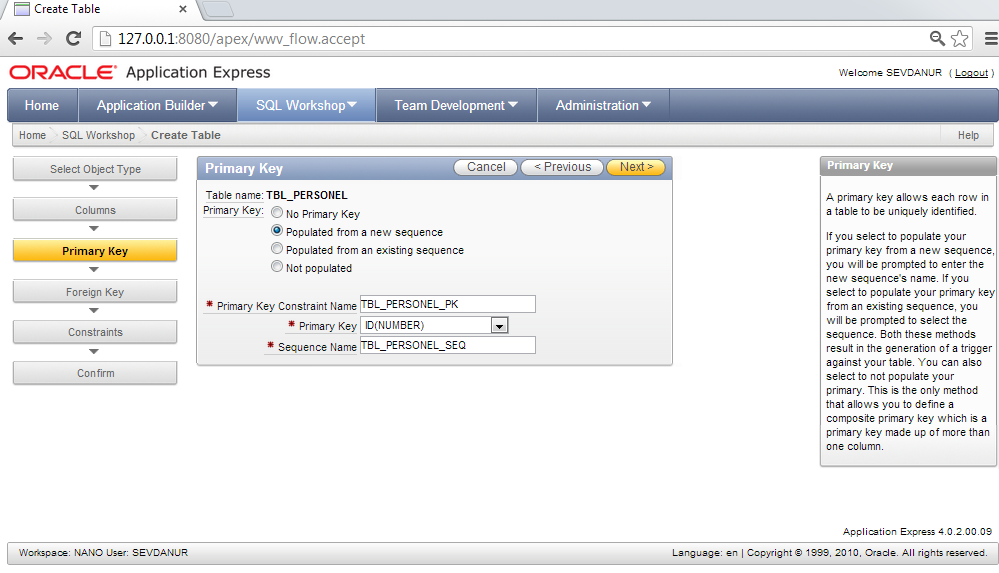 Create Table
127.0.0.1:8080/apex/wwv_flow.accept
ORACLE® Application Express
Welcome SEVDANUR ( Logout )
Home Application Builder SQL Workshop Team Development Administration
Home SQL Workshop Create Table Help
Select Object Type
Columns
Primary Key
Foreign Key
Constraints
Confirm
Primary Key Cancel < Previous Next >
Table name: TBL_PERSONEL
Primary Key:
No Primary Key
Populated from a new sequence
Populated from an existing sequence
Not populated
* Primary Key Constraint Name TBL_PERSONEL_PK
* Primary Key ID(NUMBER)
* Sequence Name TBL_PERSONEL_SEQ
Primary Key
A primary key allows each row in
a table to be uniquely identified.
If you select to populate your
primary key from a new sequence,
you will be prompted to enter the
new sequence's name. If you
select to populate your primary key
from an existing sequence, you
will be prompted to select the
sequence. Both these methods
result in the generation of a trigger
against your table. You can also
select to not populate your
primary. This is the only method
that allows you to define a
composite primary key which is a
primary key made up of more than
one column.
Application Express 4.0.2.00.09
Workspace: NANO User: SEVDANUR
Language: en | Copyright © 1999, 2010, Oracle. All rights reserved.